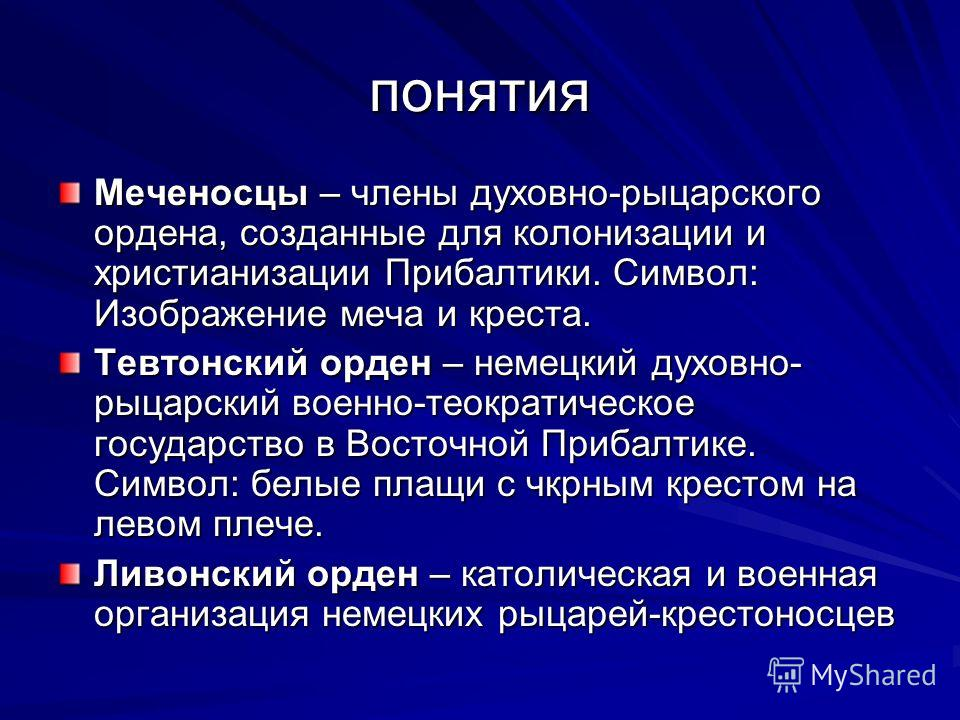 понятия
Меченосцы – члены духовно-рыцарского
ордена, созданные для колонизации и
христианизации Прибалтики. Символ:
Изображение меча и креста.
Тевтонский орден – немецкий духовно-
рыцарский военно-теократическое
государство в Восточной Прибалтике.
Символ: белые плащи с чкрным крестом на
левом плече.
Ливонский орден – католическая и военная
организация немецких рыцарей-крестоносцев
MyShared